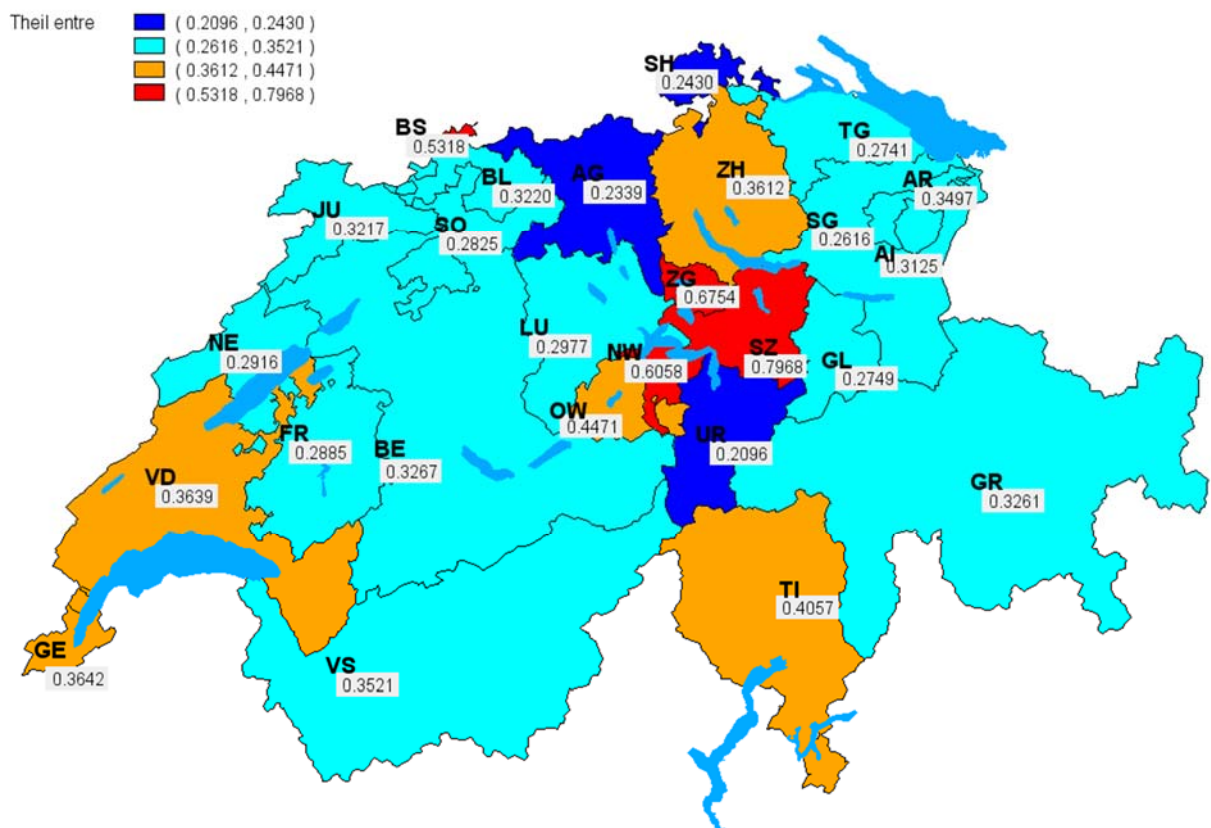 Theil entre
( 0.2096 , 0.2430 )
( 0.2616 , 0.3521 )
( 0.3612 , 0.4471 )
( 0.5318 , 0.7968 )
SH
0.2430
BS
0.5318
TG
0.2741
BL
0.3220
AG
0.2339
ZH
0.3612
AR
0.3497
JU
0.3217
SO
0.2825
SG
0.2616
AI
0.3125
ZG
0.6754
NE
0.2916
LU
0.2977
NW
0.6058
SZ
0.7968
GL
0.2749
OW
0.4471
FR
0.2885
BE
0.3267
UR
0.2096
VD
0.3639
GR
0.3261
TI
0.4057
GE
0.3642
VS
0.3521